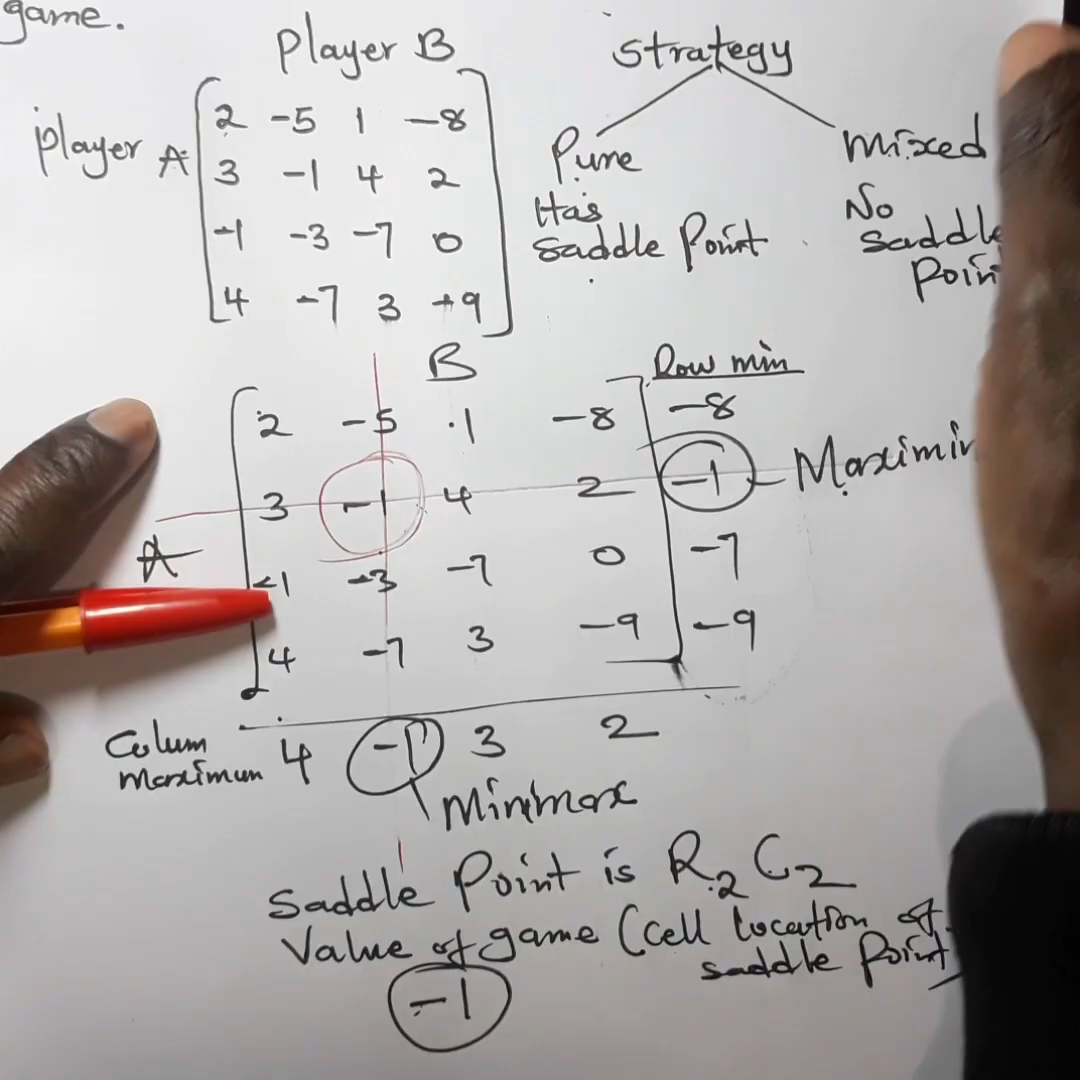 game.
Player B
Strategy
Player A
2 -5 1 -8
3 -1 4 2
-1 -3 -7 0
4 -7 3 +9
Pure
Has
Saddle Point
Mixed
No
Saddle
Poin
B
Row min
2 -5 .1 -8 -8
3 -1 4 2 -1 Maximin
A
-1 -3 -7 0 -7
4 -7 3 -9 -9
Colum
Maximum 4 -1 3 2
Minimax
Saddle Point is R2 C2
Value of game (cell Location of
saddle Point
-1